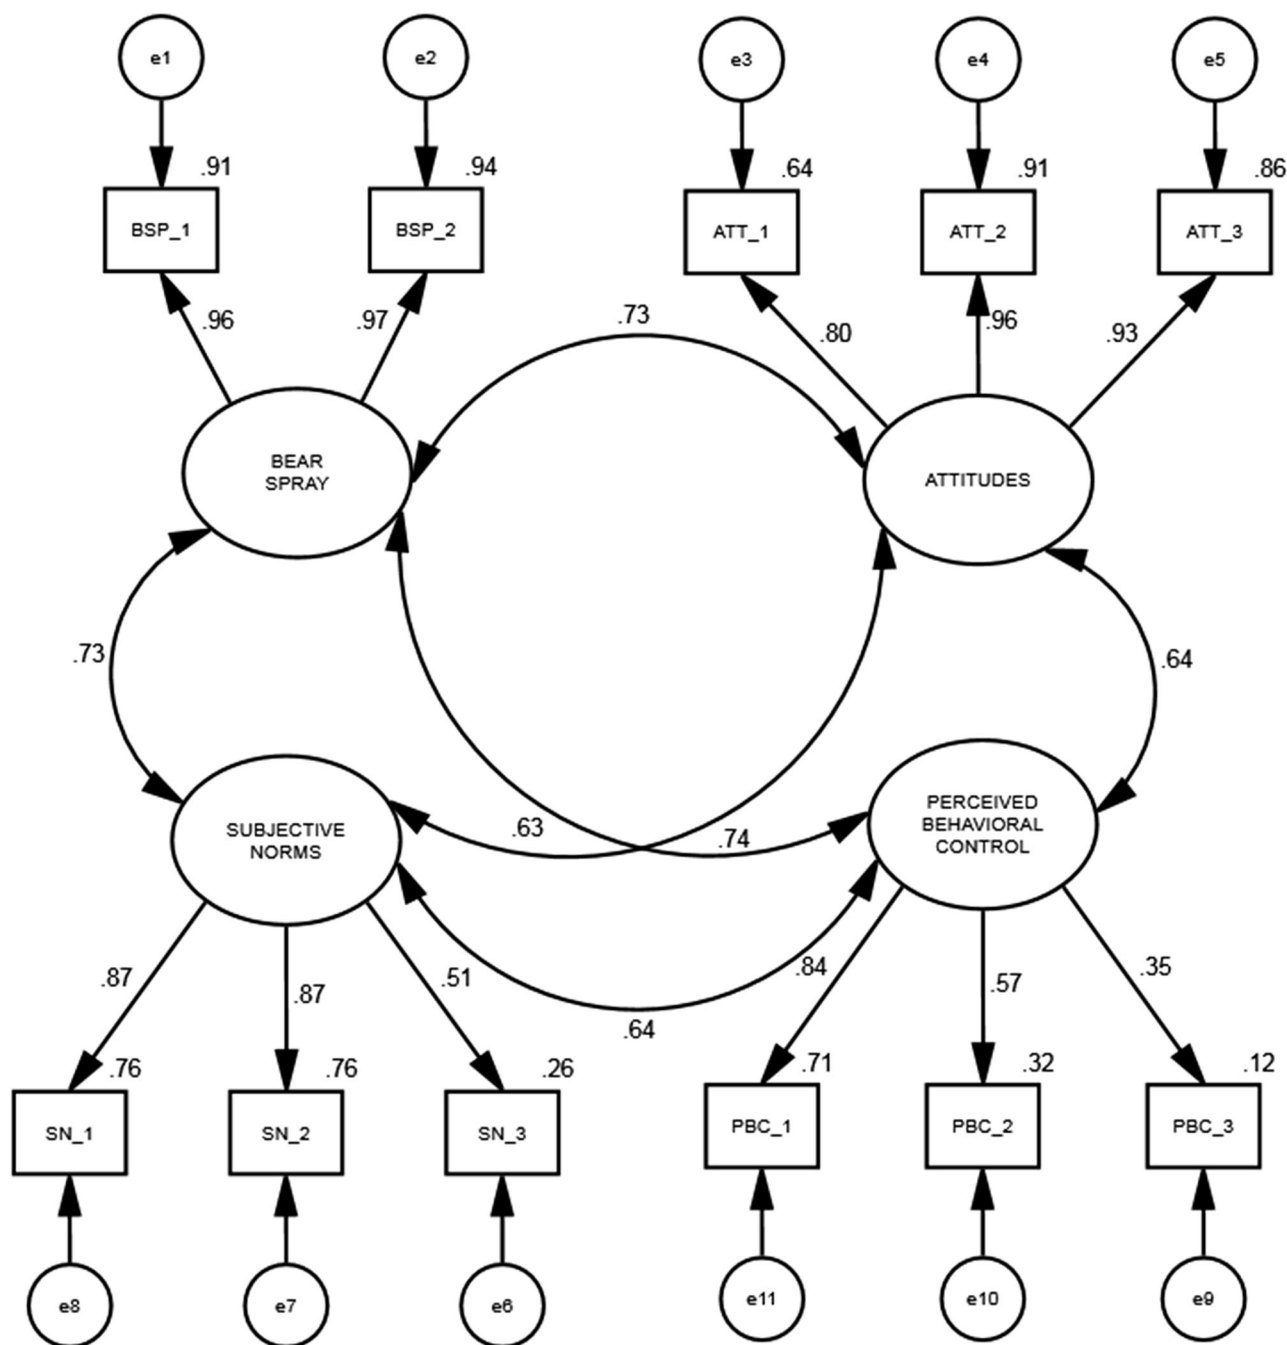 e1
e2
e3
e4
e5
.91
.94
.64
.91
.86
BSP_1
BSP_2
ATT_1
ATT_2
ATT_3
.96
.97
.73
.80
.96
.93
BEAR
SPRAY
ATTITUDES
.73
.64
SUBJECTIVE
NORMS
.63
.74
PERCEIVED
BEHAVIORAL
CONTROL
.87
.87
.51
.64
.84
.57
.35
.76
.76
.26
.71
.32
.12
SN_1
SN_2
SN_3
PBC_1
PBC_2
PBC_3
e8
e7
e6
e11
e10
e9